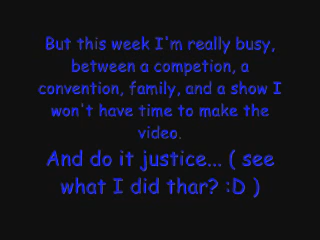 But this week I'm really busy,
between a competion, a
convention, family, and a show I
won't have time to make the
video.
And do it justice... ( see
what I did thar? :D )